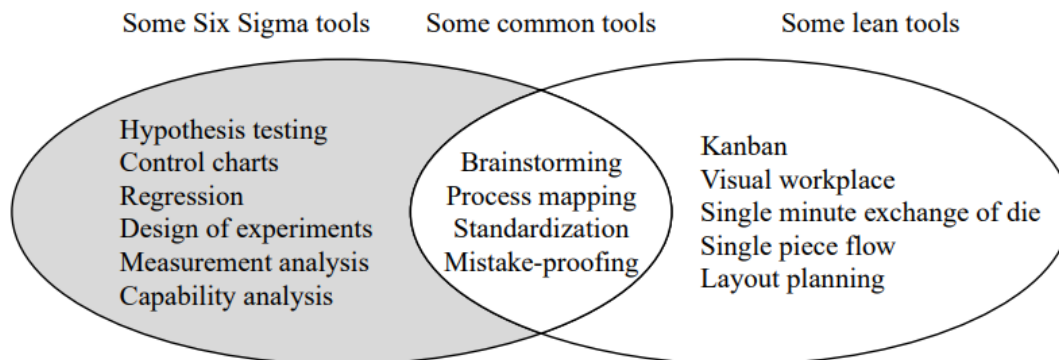 Some Six Sigma tools
Some common tools
Some lean tools
Hypothesis testing
Control charts
Regression
Design of experiments
Measurement analysis
Capability analysis
Brainstorming
Process mapping
Standardization
Mistake-proofing
Kanban
Visual workplace
Single minute exchange of die
Single piece flow
Layout planning